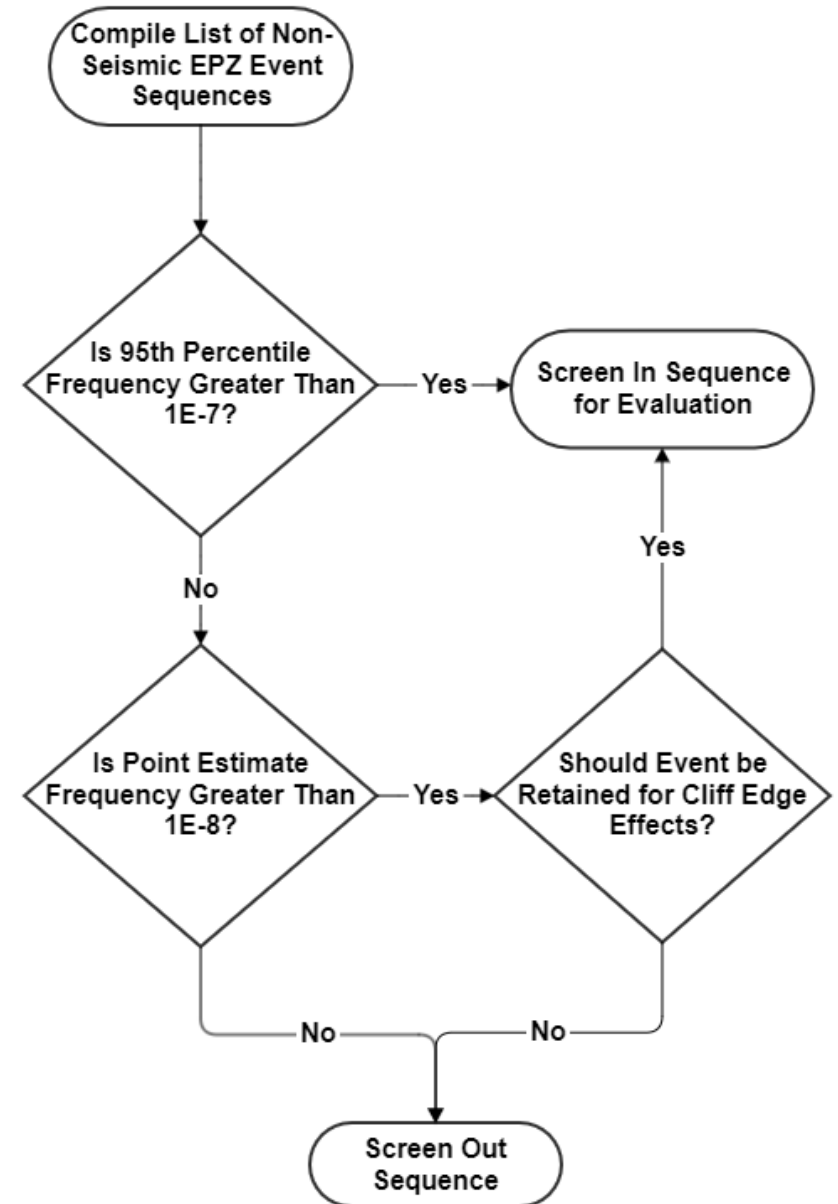 Compile List of Non-
Seismic EPZ Event
Sequences
Is 95th Percentile
Frequency Greater Than
1E-7?
Yes
Screen In Sequence
for Evaluation
No
Yes
Is Point Estimate
Frequency Greater Than
1E-8?
Yes
Should Event be
Retained for Cliff Edge
Effects?
No
No
Screen Out
Sequence